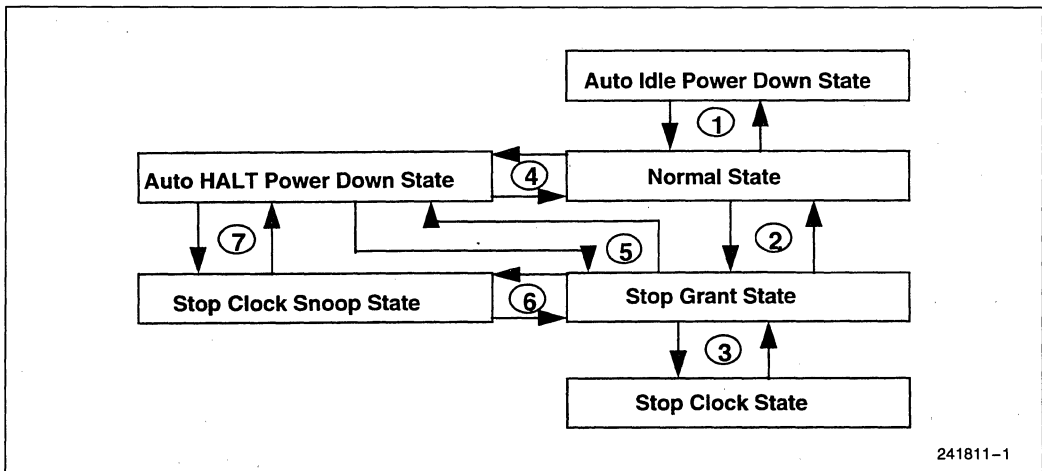 Auto Idle Power Down State
1
Auto HALT Power Down State
4
Normal State
7
5
2
Stop Clock Snoop State
6
Stop Grant State
3
Stop Clock State
241811-1